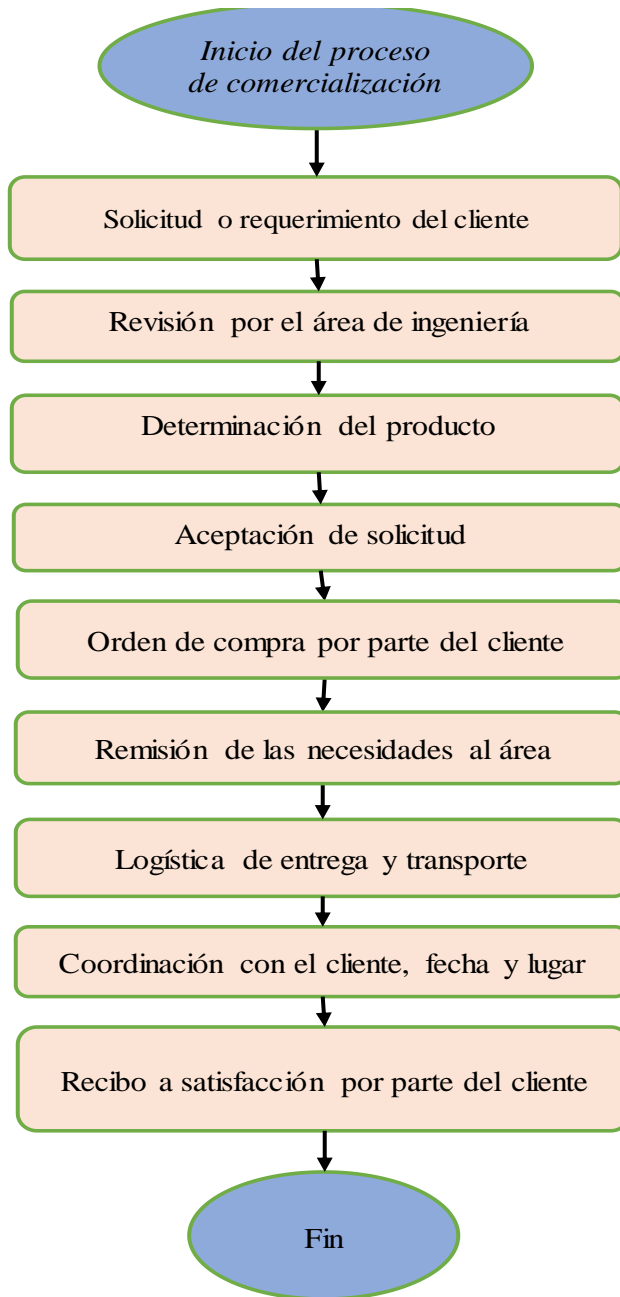 Inicio del proceso
de comercialización
Solicitud o requerimiento del cliente
Revisión por el área de ingeniería
Determinación del producto
Aceptación de solicitud
Orden de compra por parte del cliente
Remisión de las necesidades al área
Logística de entrega y transporte
Coordinación con el cliente, fecha y lugar
Recibo a satisfacción por parte del cliente
Fin